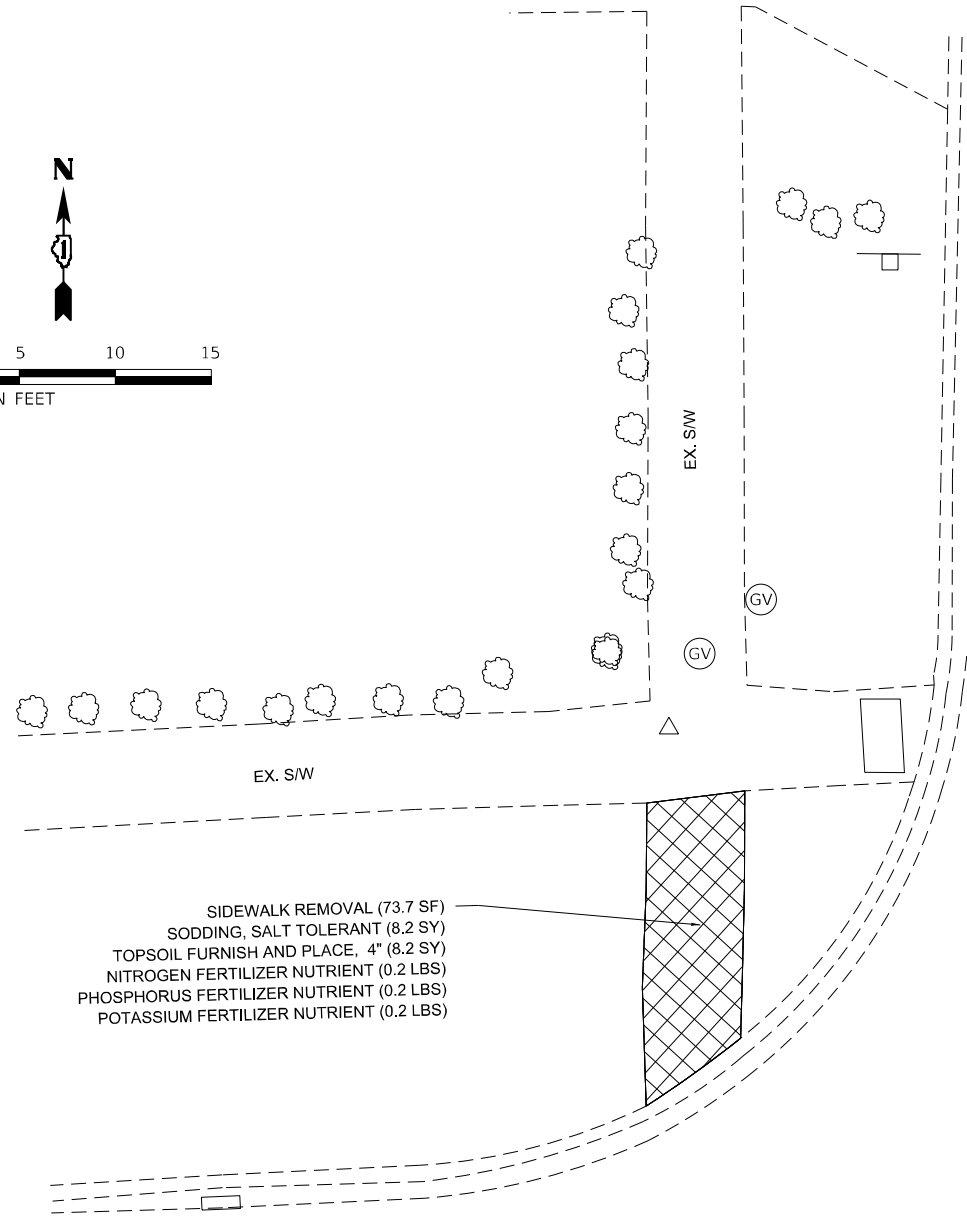 N
5 10 15
N FEET
EX. S/W
GV
GV
EX. S/W
SIDEWALK REMOVAL (73.7 SF)
SODDING, SALT TOLERANT (8.2 SY)
TOPSOIL FURNISH AND PLACE, 4" (8.2 SY)
NITROGEN FERTILIZER NUTRIENT (0.2 LBS)
PHOSPHORUS FERTILIZER NUTRIENT (0.2 LBS)
POTASSIUM FERTILIZER NUTRIENT (0.2 LBS)